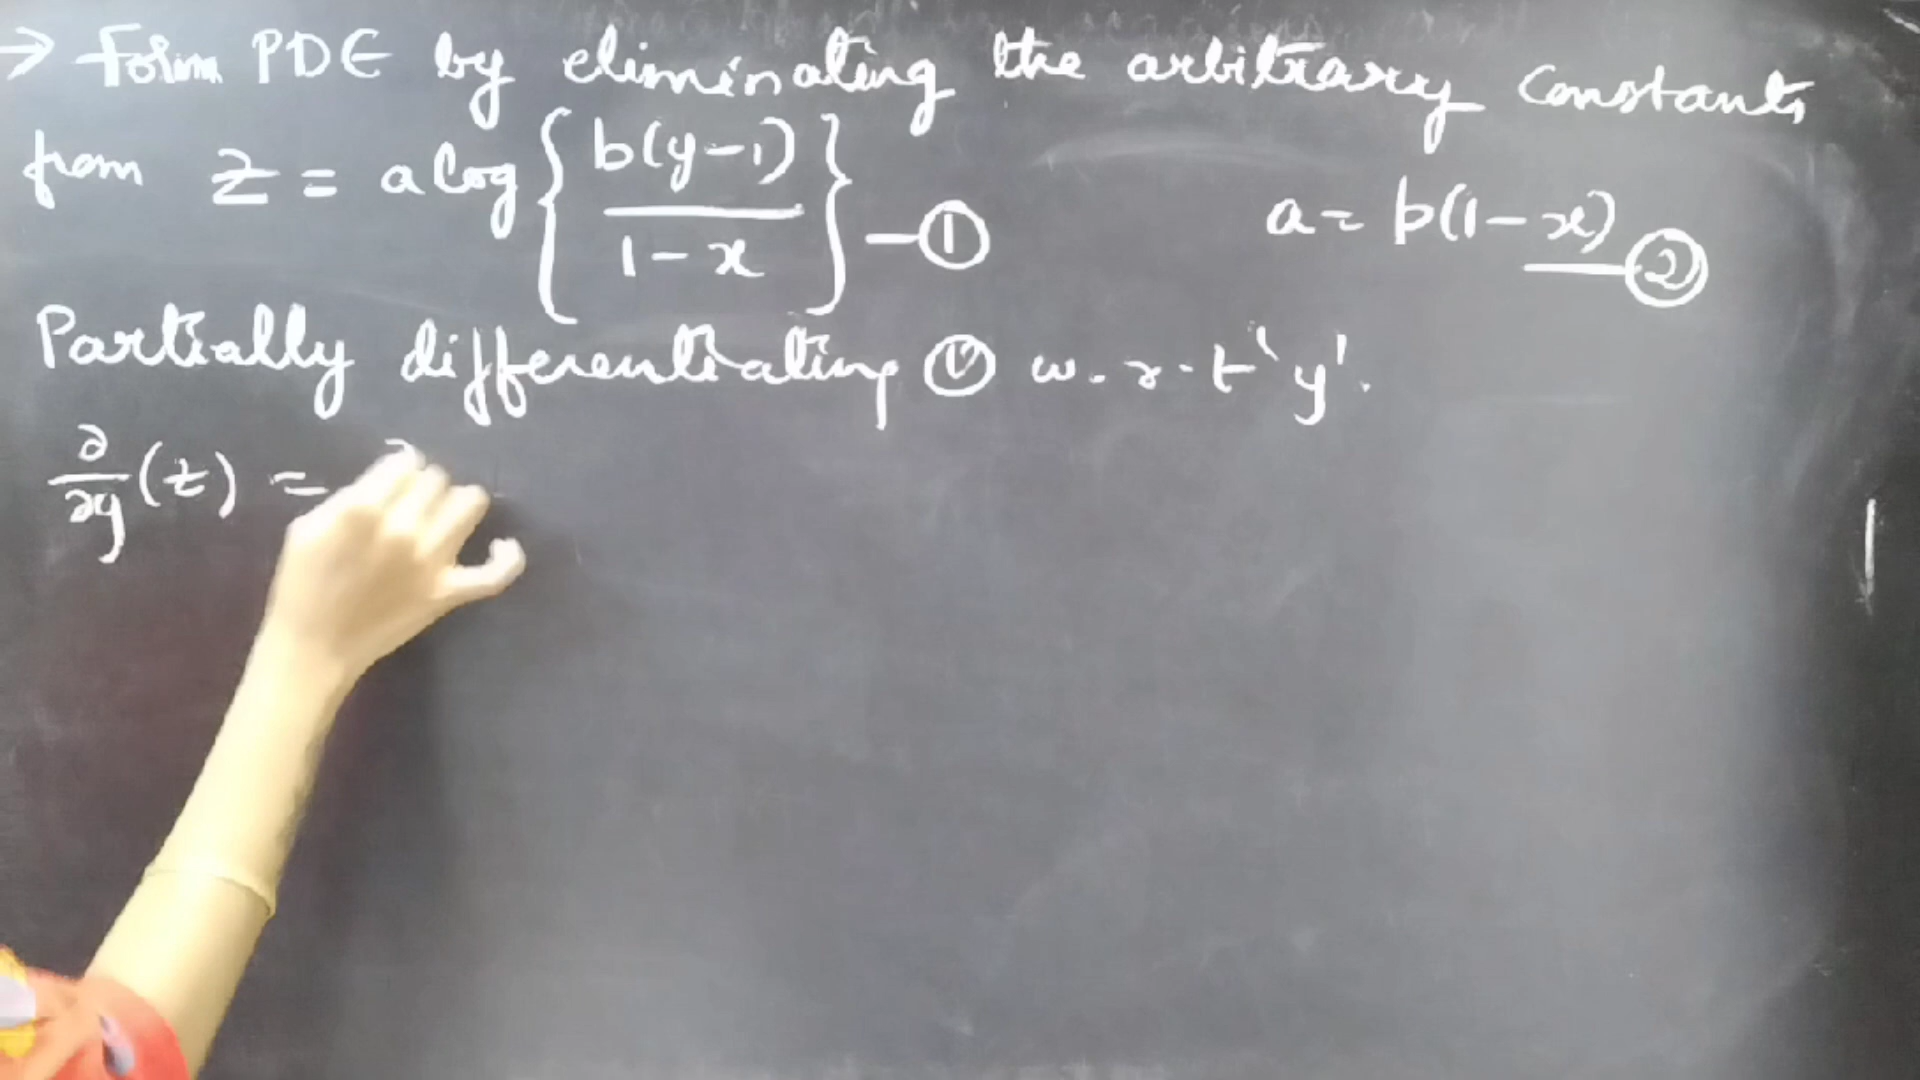 → Form PDE by eliminating the arbitrary constants
from z = a log { b(y-1) / 1-x } —①
a = b(1-x) —②
Partially differentiating ① w.r.t 'y'.
∂/∂y (z) = ∂